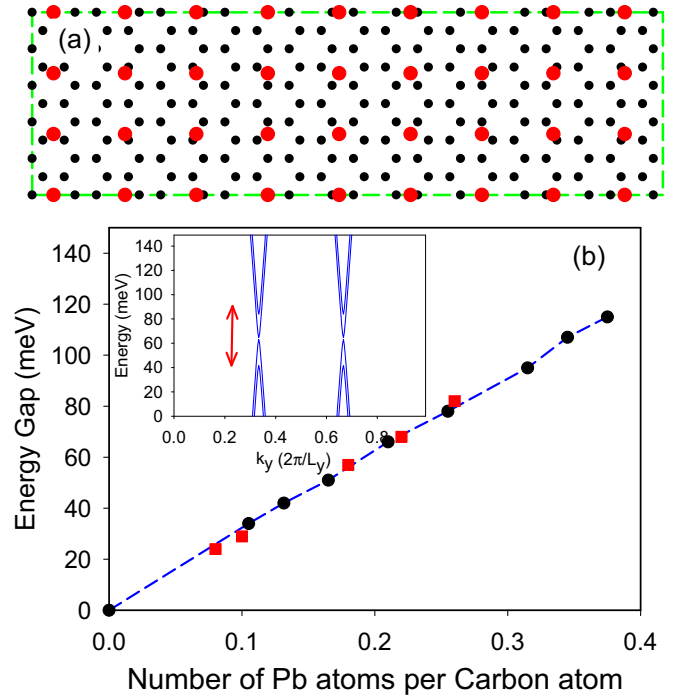 (a)
(b)
Energy Gap (meV)
140
120
100
80
60
40
20
0
0.0 0.1 0.2 0.3 0.4
Number of Pb atoms per Carbon atom
Energy (meV)
140
120
100
80
60
40
20
0
0.0 0.2 0.4 0.6 0.8
k_y (2π/L_y)